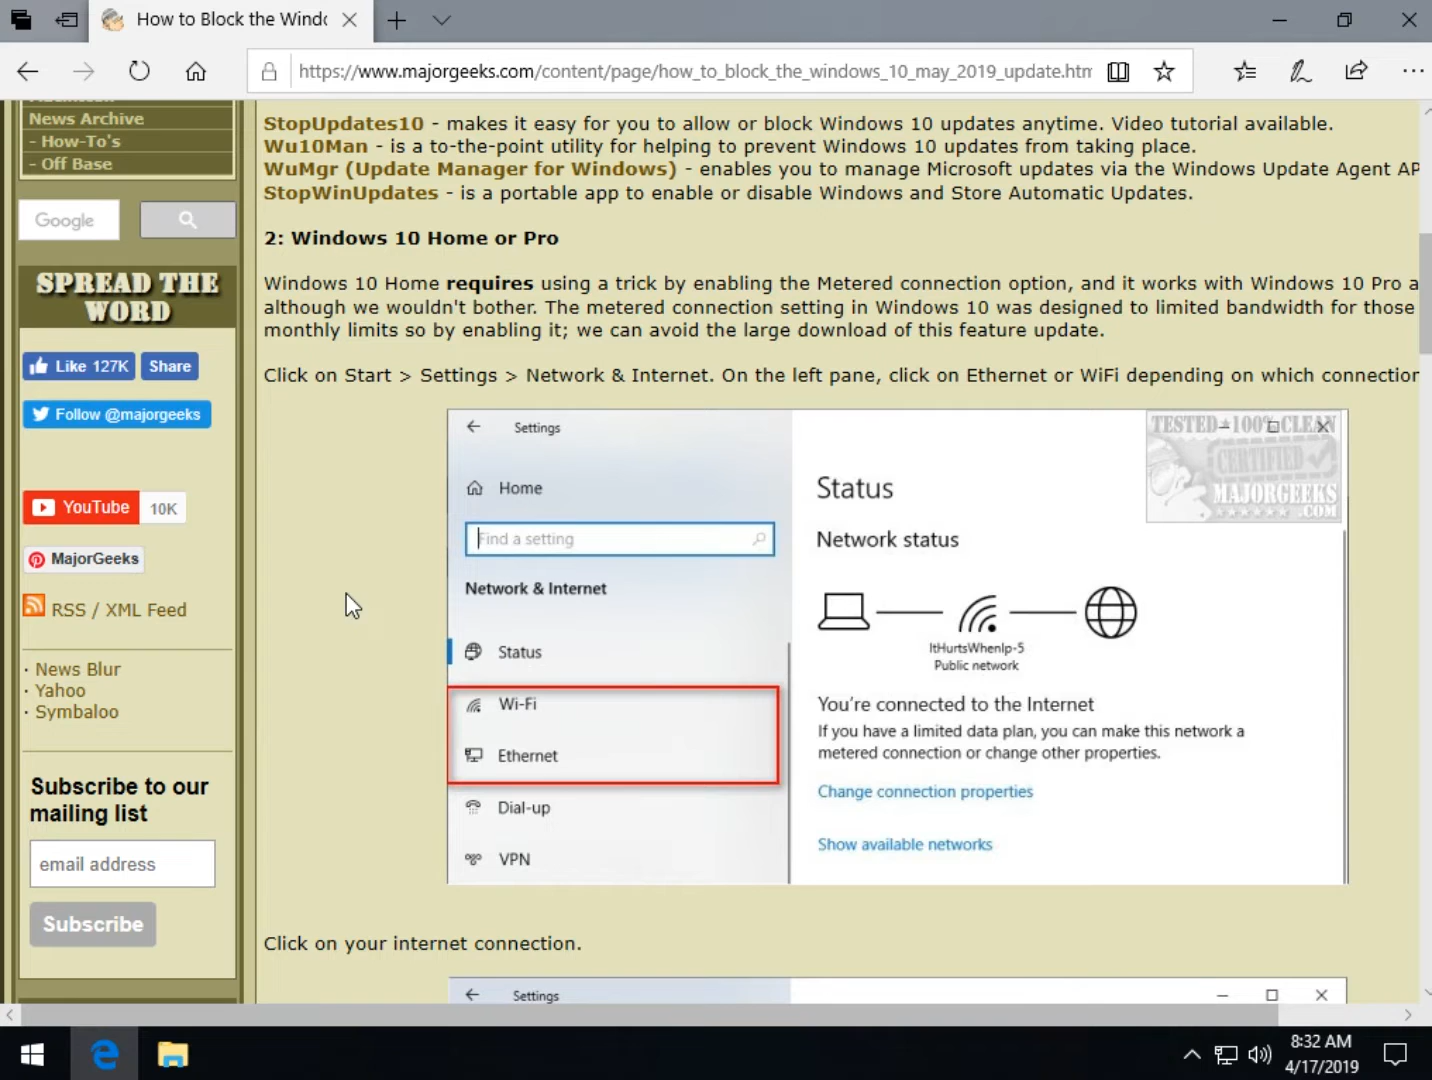 How to Block the Windo
https://www.majorgeeks.com/content/page/how_to_block_the_windows_10_may_2019_update.htm
News Archive
- How-To's
- Off Base
Google
SPREAD THE
WORD
Like 127K
Share
Follow @majorgeeks
YouTube
10K
MajorGeeks
RSS / XML Feed
· News Blur
· Yahoo
· Symbaloo
Subscribe to our
mailing list
email address
Subscribe
StopUpdates10 - makes it easy for you to allow or block Windows 10 updates anytime. Video tutorial available.
Wu10Man - is a to-the-point utility for helping to prevent Windows 10 updates from taking place.
WuMgr (Update Manager for Windows) - enables you to manage Microsoft updates via the Windows Update Agent AP
StopWinUpdates - is a portable app to enable or disable Windows and Store Automatic Updates.
2: Windows 10 Home or Pro
Windows 10 Home requires using a trick by enabling the Metered connection option, and it works with Windows 10 Pro a
although we wouldn't bother. The metered connection setting in Windows 10 was designed to limited bandwidth for those
monthly limits so by enabling it; we can avoid the large download of this feature update.
Click on Start > Settings > Network & Internet. On the left pane, click on Ethernet or WiFi depending on which connection
Settings
Home
Find a setting
Network & Internet
Status
Wi-Fi
Ethernet
Dial-up
VPN
TESTED 100% CLEAN
CERTIFIED
MAJORGEEKS
.COM
Status
Network status
ItHurtsWhenIp-5
Public network
You're connected to the Internet
If you have a limited data plan, you can make this network a
metered connection or change other properties.
Change connection properties
Show available networks
Click on your internet connection.
Settings
8:32 AM
4/17/2019